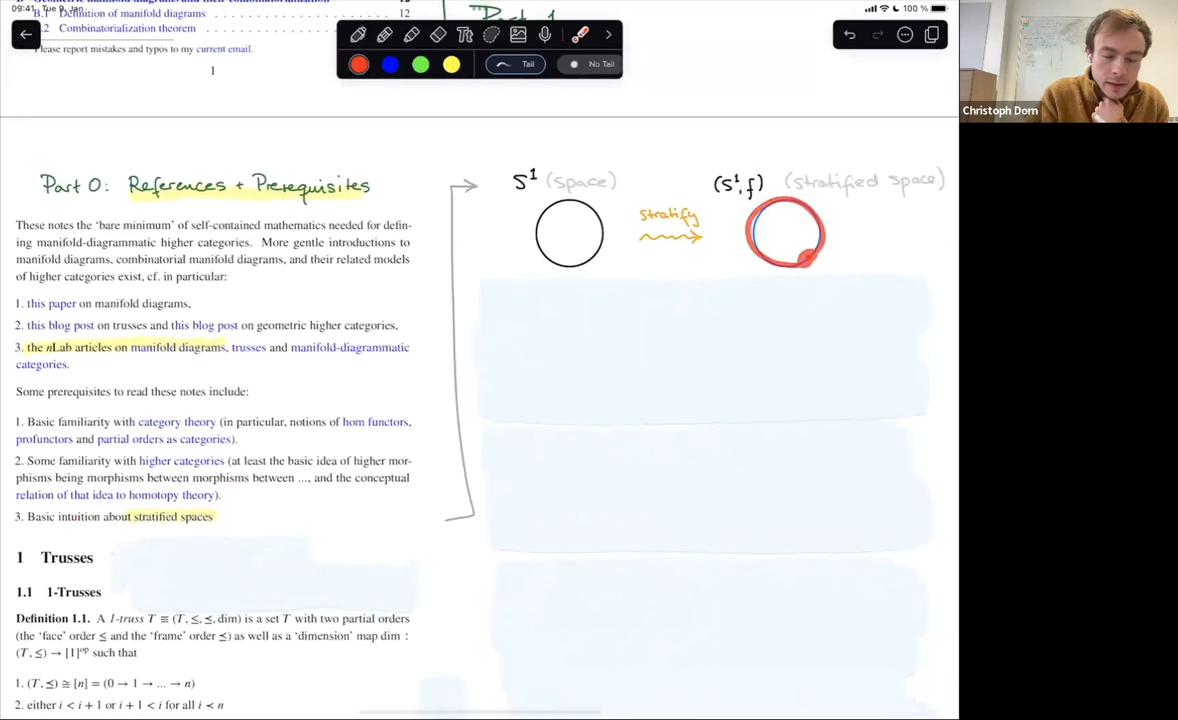 B.1 Definition of manifold diagrams 12
.2 Combinatorialization theorem
Please report mistakes and typos to my current email.
1
09:41 Tue 9 Jan
100 %
Tt
Tail
No Tail
Christoph Dorn
Part 0: References + Prerequisites
These notes the ‘bare minimum’ of self-contained mathematics needed for defin-
ing manifold-diagrammatic higher categories. More gentle introductions to
manifold diagrams, combinatorial manifold diagrams, and their related models
of higher categories exist, cf. in particular:
1. this paper on manifold diagrams,
2. this blog post on trusses and this blog post on geometric higher categories,
3. the nLab articles on manifold diagrams, trusses and manifold-diagrammatic
categories.
Some prerequisites to read these notes include:
1. Basic familiarity with category theory (in particular, notions of hom functors,
profunctors and partial orders as categories).
2. Some familiarity with higher categories (at least the basic idea of higher mor-
phisms being morphisms between morphisms between ..., and the conceptual
relation of that idea to homotopy theory).
3. Basic intuition about stratified spaces
1 Trusses
1.1 1-Trusses
Definition 1.1. A 1-truss T ≡ (T, ≤, ⪯, dim) is a set T with two partial orders
(the ‘face’ order ≤ and the ‘frame’ order ⪯) as well as a ‘dimension’ map dim :
(T, ≤) → [1]ᵒᵖ such that
1. (T, ⪯) ≅ [n] = (0 → 1 → ... → n)
2. either i < i + 1 or i + 1 < i for all i < n
S¹ (space)
stratify
(S¹, f) (stratified space)